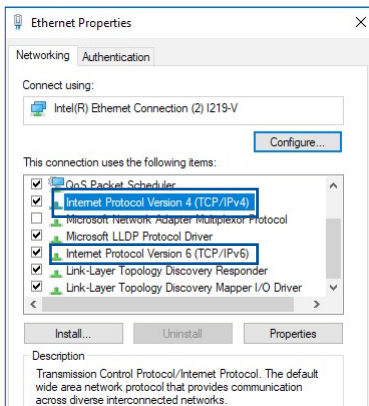 Ethernet Properties
Networking Authentication
Connect using:
Intel(R) Ethernet Connection (2) I219-V
Configure...
This connection uses the following items:
QoS Packet Scheduler
Internet Protocol Version 4 (TCP/IPv4)
Microsoft Network Adapter Multiplexor Protocol
Microsoft LLDP Protocol Driver
Internet Protocol Version 6 (TCP/IPv6)
Link-Layer Topology Discovery Responder
Link-Layer Topology Discovery Mapper I/O Driver
Install... Uninstall Properties
Description
Transmission Control Protocol/Internet Protocol. The default
wide area network protocol that provides communication
across diverse interconnected networks.